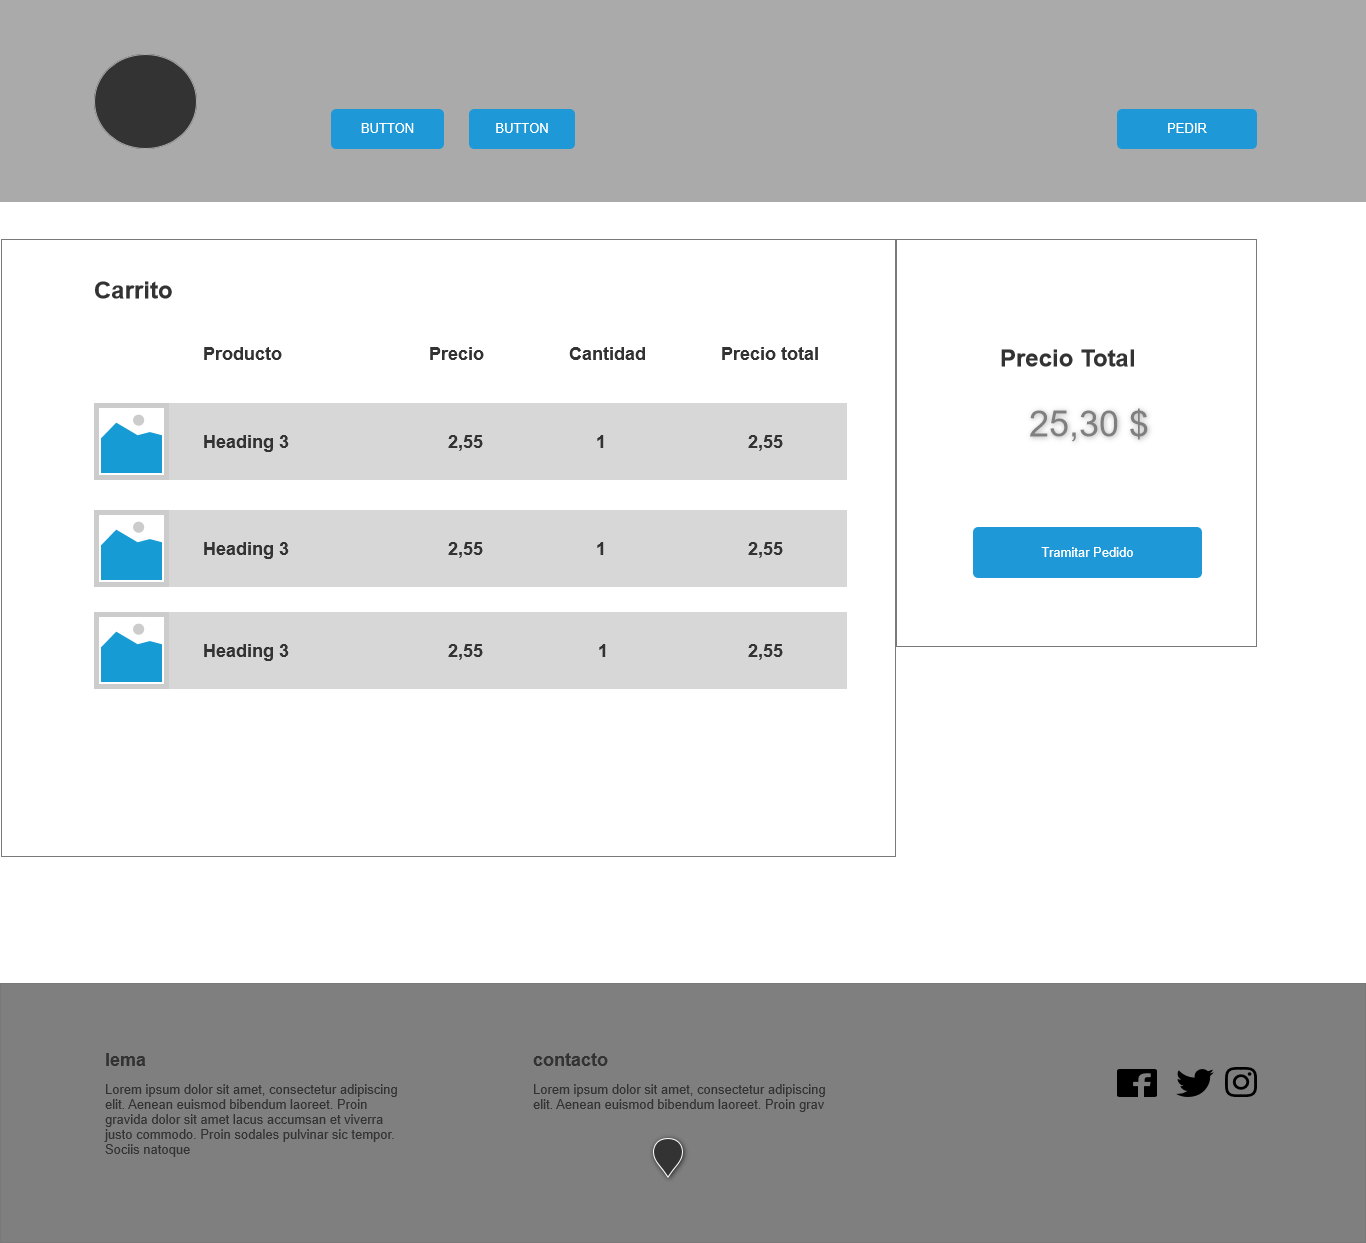 BUTTON
BUTTON
PEDIR
Carrito
Producto
Precio
Cantidad
Precio total
Heading 3
2,55
1
2,55
Heading 3
2,55
1
2,55
Heading 3
2,55
1
2,55
Precio Total
25,30 $
Tramitar Pedido
lema
Lorem ipsum dolor sit amet, consectetur adipiscing
elit. Aenean euismod bibendum laoreet. Proin
gravida dolor sit amet lacus accumsan et viverra
justo commodo. Proin sodales pulvinar sic tempor.
Sociis natoque
contacto
Lorem ipsum dolor sit amet, consectetur adipiscing
elit. Aenean euismod bibendum laoreet. Proin grav